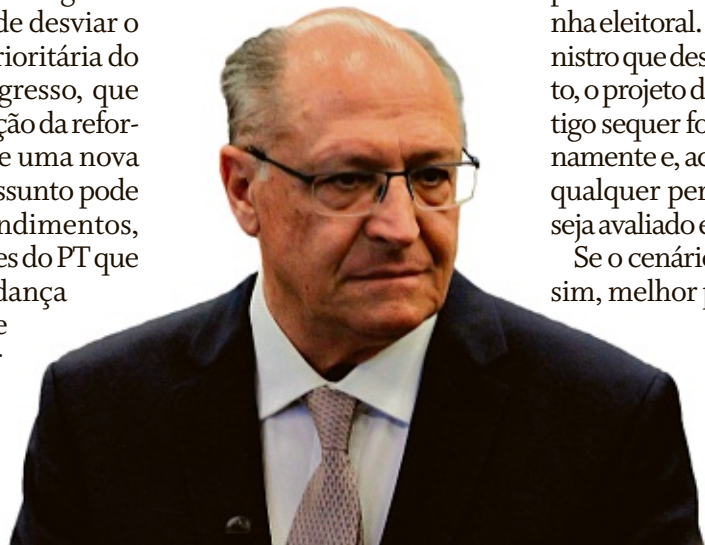 de desviar o
rioritária do
gresso, que
ção da refor-
e uma nova
ssunto pode
ndimentos,
es do PT que
dança
e
nha eleitoral.
nistro que des
to, o projeto d
tigo sequer fo
namente e, ac
qualquer per
seja avaliado e
Se o cenário
sim, melhor p